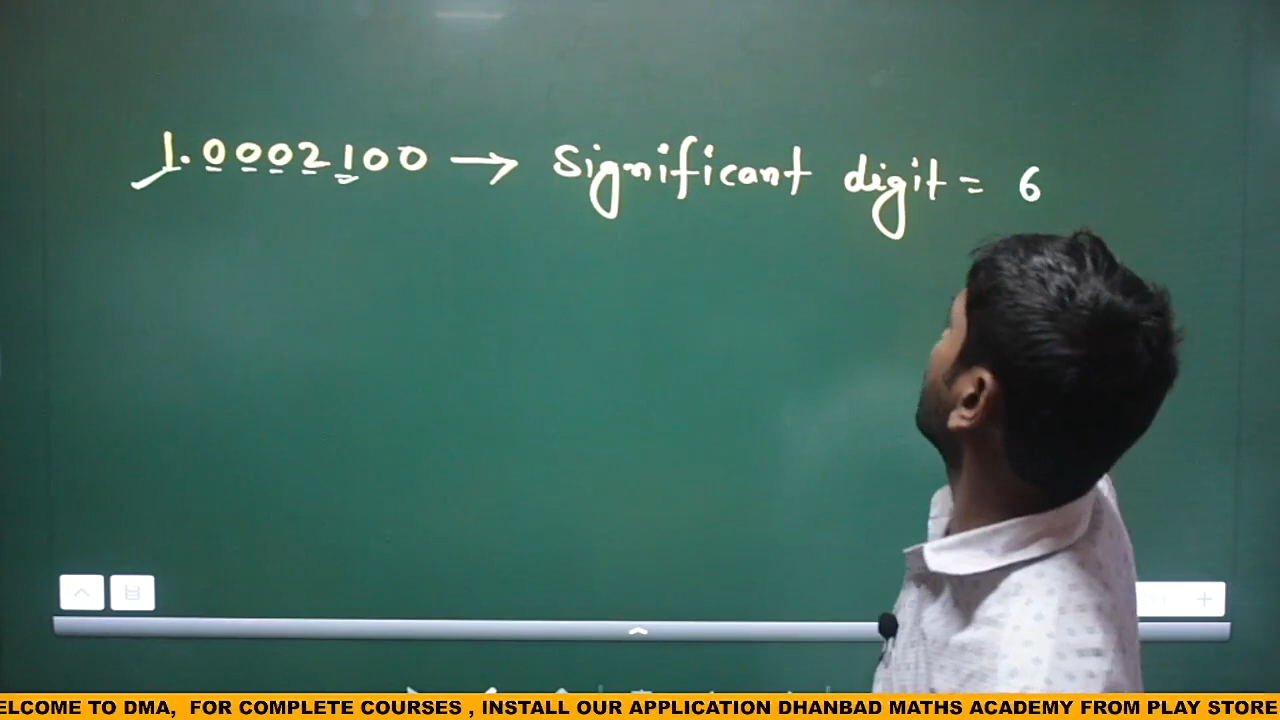 1.0002100 → Significant digit = 6
ELCOME TO DMA, FOR COMPLETE COURSES , INSTALL OUR APPLICATION DHANBAD MATHS ACADEMY FROM PLAY STORE